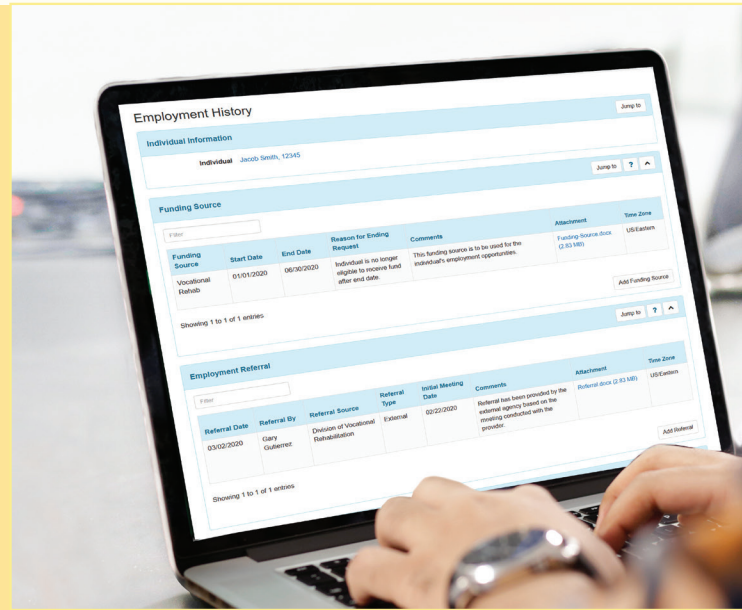 Employment History
Individual Information
Jump to
Individual Jacob Smith, 12345
Funding Source
Jump to ?
Filter
Funding Source Start Date End Date Reason for Ending Request Comments Attachment Time Zone
Vocational Rehab 01/01/2020 06/30/2020 Individual is no longer eligible to receive fund after end date. This funding source is to be used for the individual's employment opportunities. Funding-Source.docx (2.83 MB) US/Eastern
Showing 1 to 1 of 1 entries
Add Funding Source
Employment Referral
Jump to ?
Filter
Referral Date Referral By Referral Source Referral Type Initial Meeting Date Comments Attachment Time Zone
03/02/2020 Gary Gutierrez Division of Vocational Rehabilitation External 02/22/2020 Referral has been provided by the external agency based on the meeting conducted with the provider. Referral.docx (2.83 MB) US/Eastern
Showing 1 to 1 of 1 entries
Add Referral